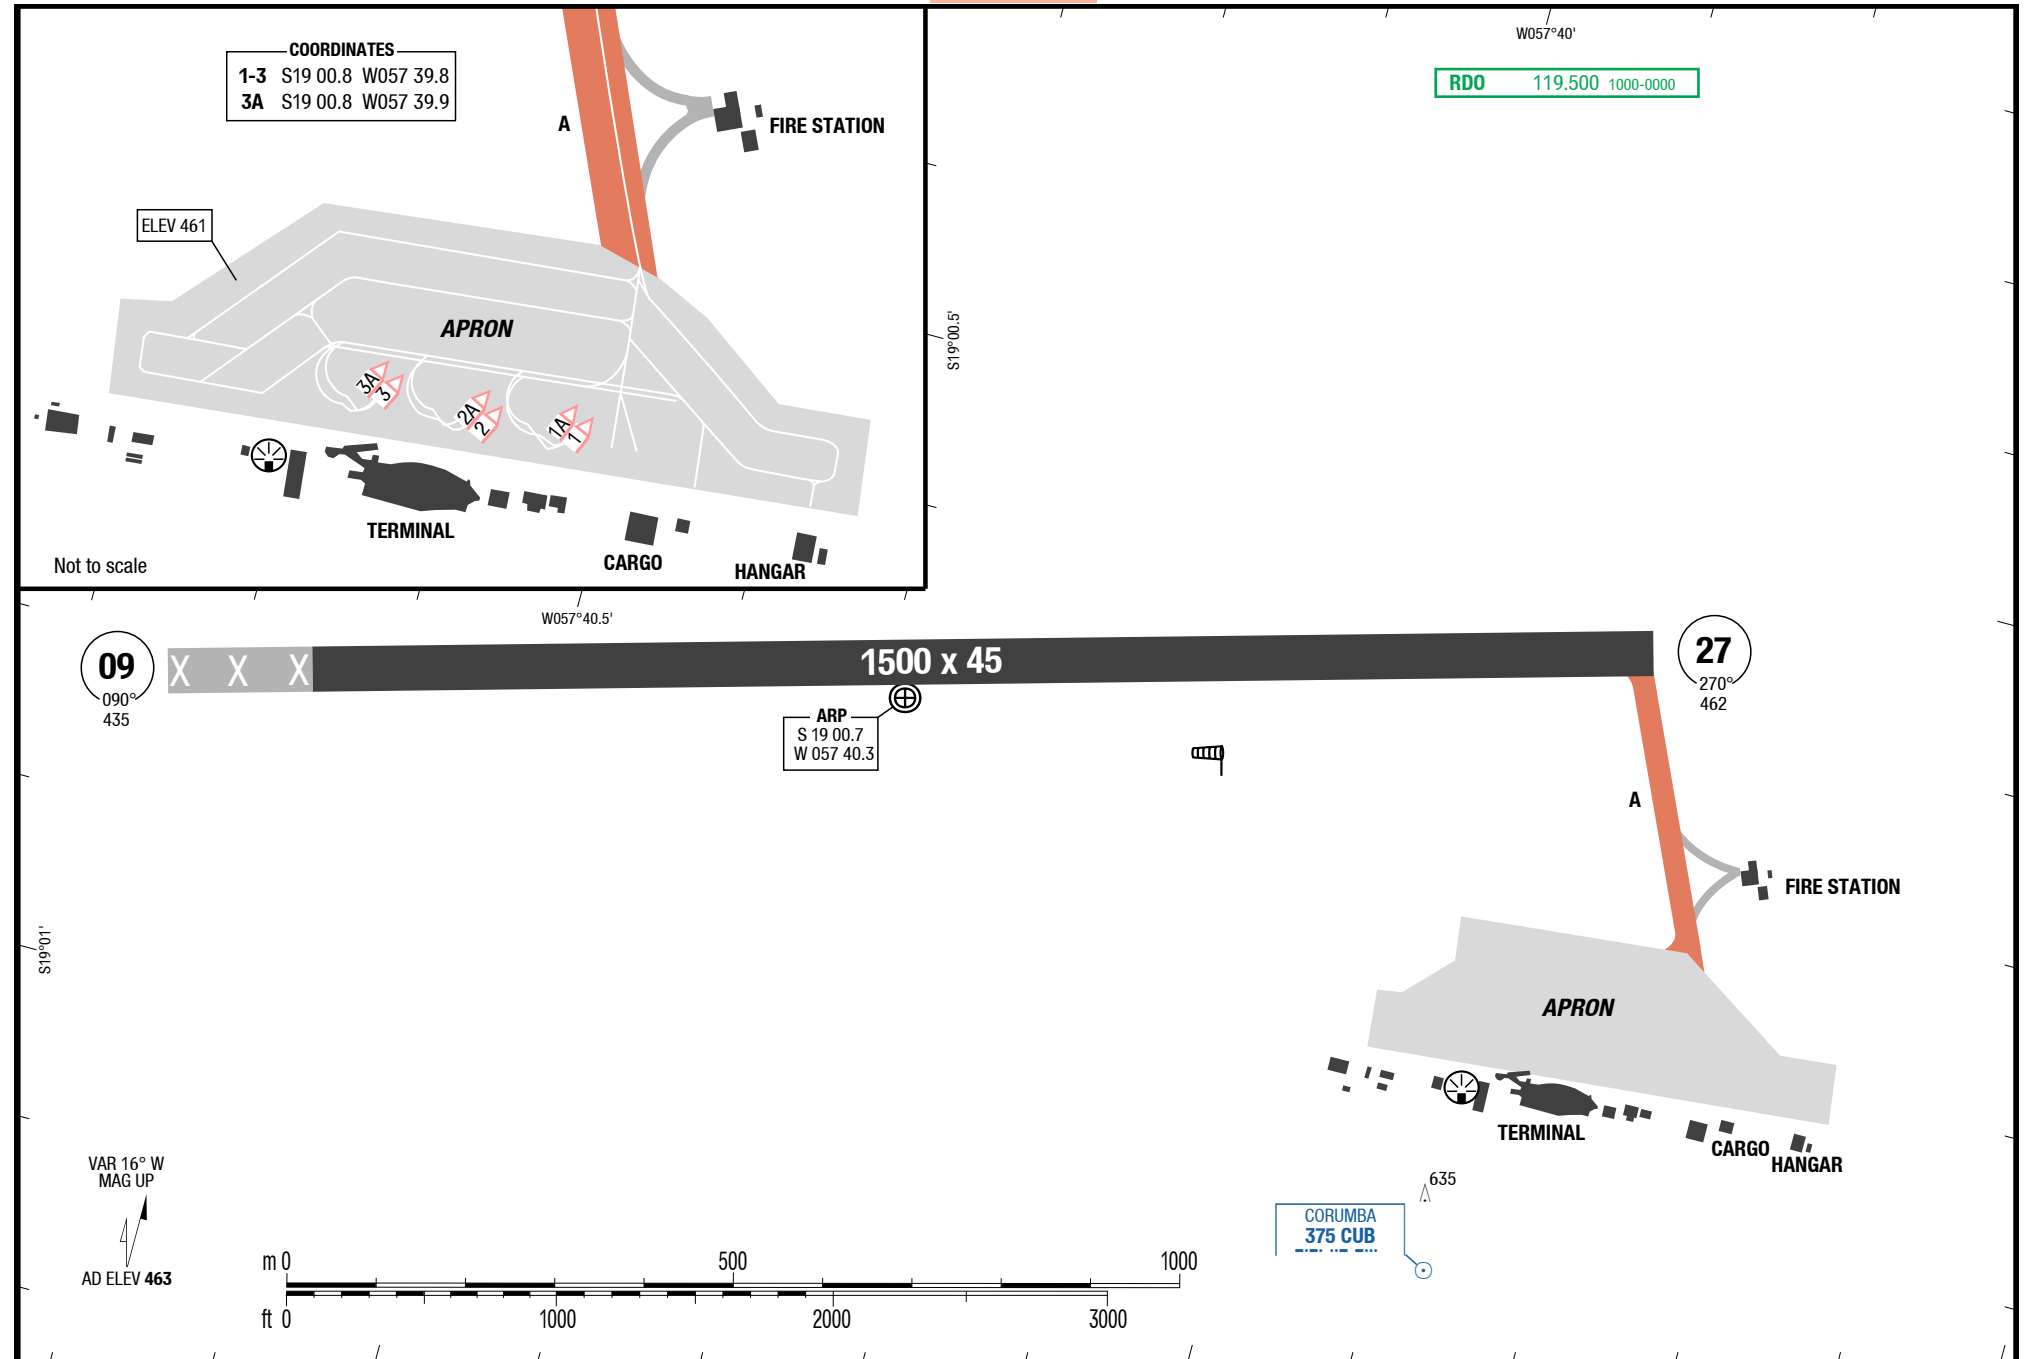 COORDINATES
1-3 S19 00.8 W057 39.8
3A S19 00.8 W057 39.9
A
FIRE STATION
ELEV 461
APRON
3A
3
2A
2
1A
1
TERMINAL
CARGO
HANGAR
Not to scale
W057°40'
RDO 119.500 1000-0000
S19°00.5'
W057°40.5'
09
090°
435
X X X
1500 x 45
27
270°
462
ARP
S 19 00.7
W 057 40.3
A
FIRE STATION
S19°01'
APRON
TERMINAL
CARGO
HANGAR
635
CORUMBA
375 CUB
VAR 16° W
MAG UP
AD ELEV 463
m 0 500 1000
ft 0 1000 2000 3000